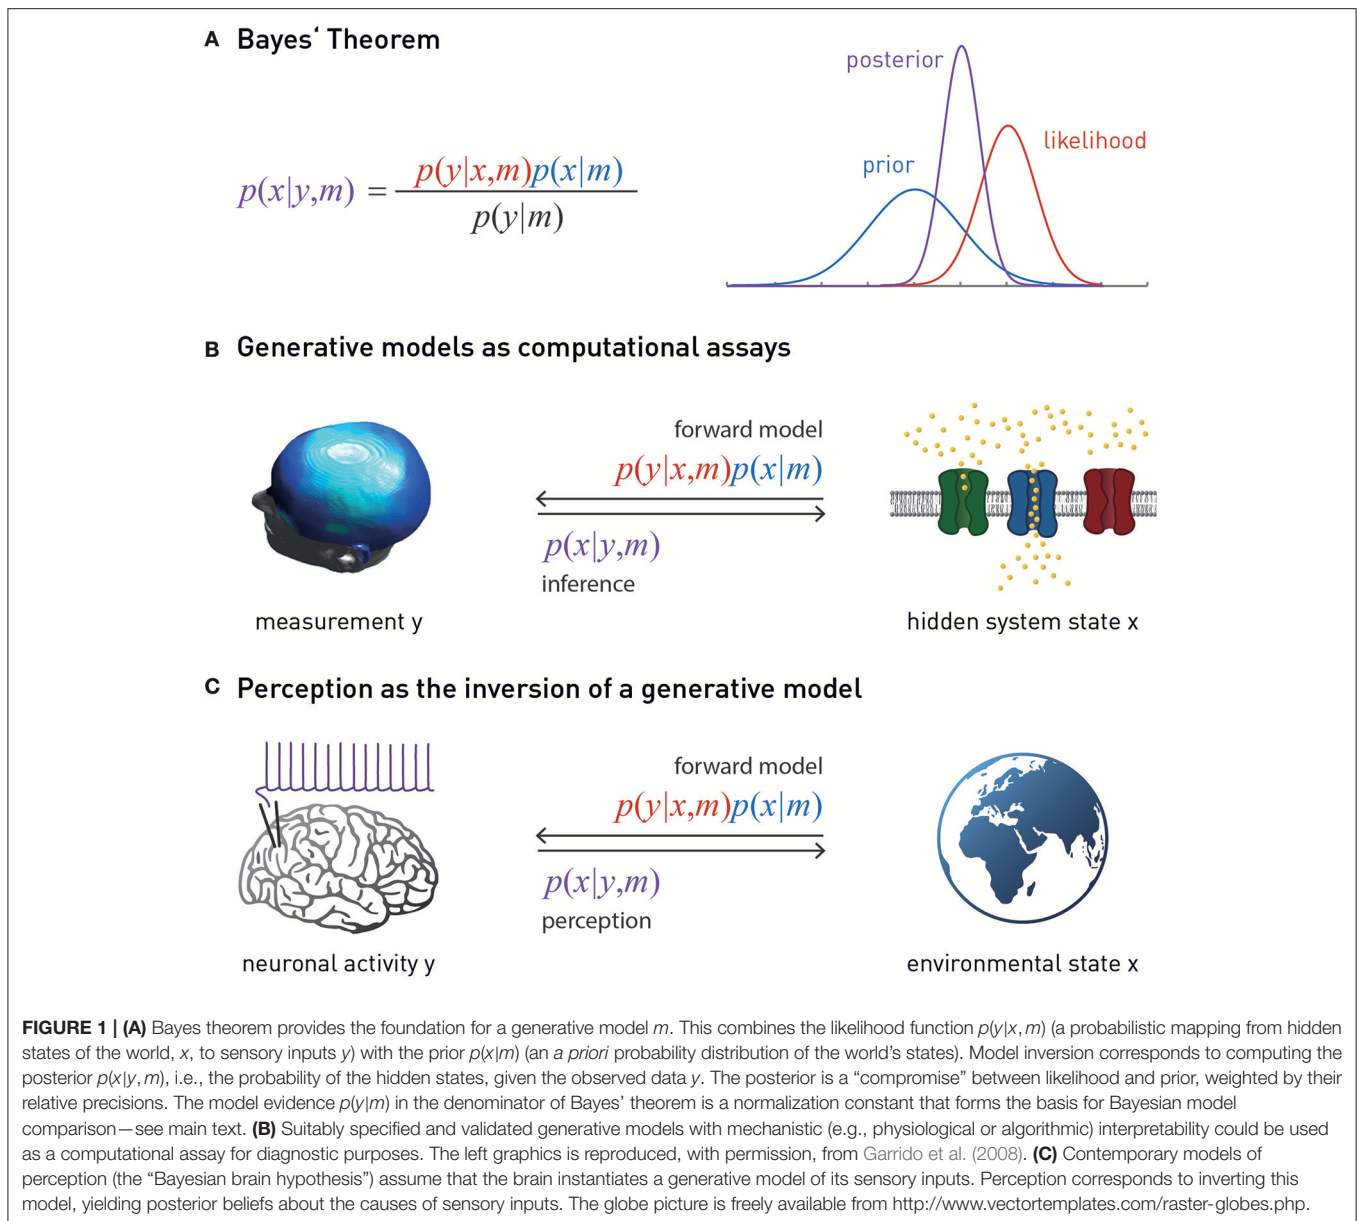 A Bayes‘ Theorem
posterior
likelihood
prior
p(x|y,m) = p(y|x,m)p(x|m)
p(y|m)
B Generative models as computational assays
forward model
p(y|x,m)p(x|m)
p(x|y,m)
inference
measurement y
hidden system state x
C Perception as the inversion of a generative model
forward model
p(y|x,m)p(x|m)
p(x|y,m)
perception
neuronal activity y
environmental state x
FIGURE 1 | (A) Bayes theorem provides the foundation for a generative model m. This combines the likelihood function p(y|x, m) (a probabilistic mapping from hidden
states of the world, x, to sensory inputs y) with the prior p(x|m) (an a priori probability distribution of the world's states). Model inversion corresponds to computing the
posterior p(x|y, m), i.e., the probability of the hidden states, given the observed data y. The posterior is a “compromise” between likelihood and prior, weighted by their
relative precisions. The model evidence p(y|m) in the denominator of Bayes' theorem is a normalization constant that forms the basis for Bayesian model
comparison—see main text. (B) Suitably specified and validated generative models with mechanistic (e.g., physiological or algorithmic) interpretability could be used
as a computational assay for diagnostic purposes. The left graphics is reproduced, with permission, from Garrido et al. (2008). (C) Contemporary models of
perception (the “Bayesian brain hypothesis”) assume that the brain instantiates a generative model of its sensory inputs. Perception corresponds to inverting this
model, yielding posterior beliefs about the causes of sensory inputs. The globe picture is freely available from http://www.vectortemplates.com/raster-globes.php.